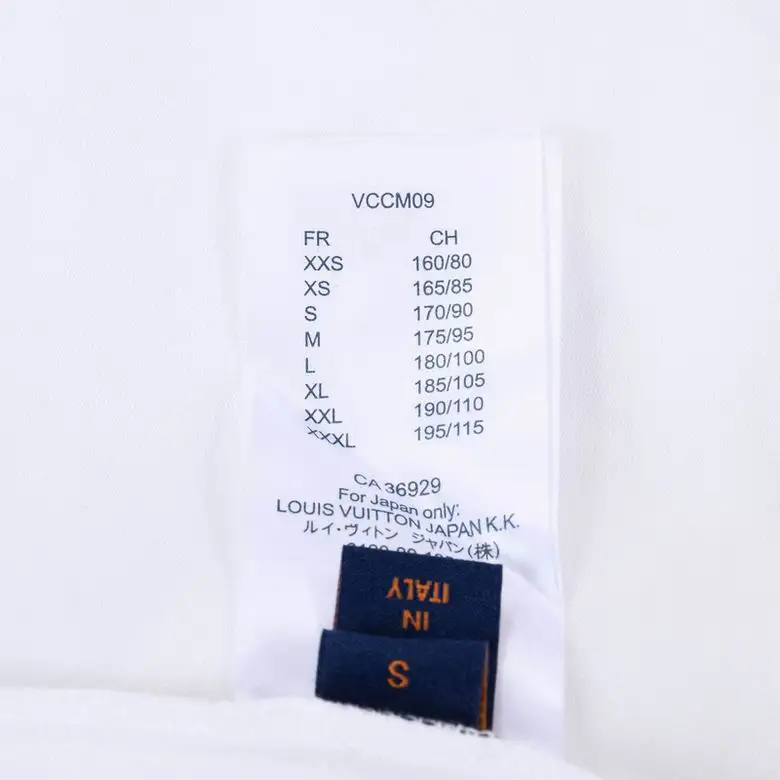 VCCM09
FR CH
XXS 160/80
XS 165/85
S 170/90
M 175/95
L 180/100
XL 185/105
XXL 190/110
XXXL 195/115
CA 36929
For Japan only:
LOUIS VUITTON JAPAN K.K.
ルイ・ヴィトン ジャパン(株)
IN
ITALY
S